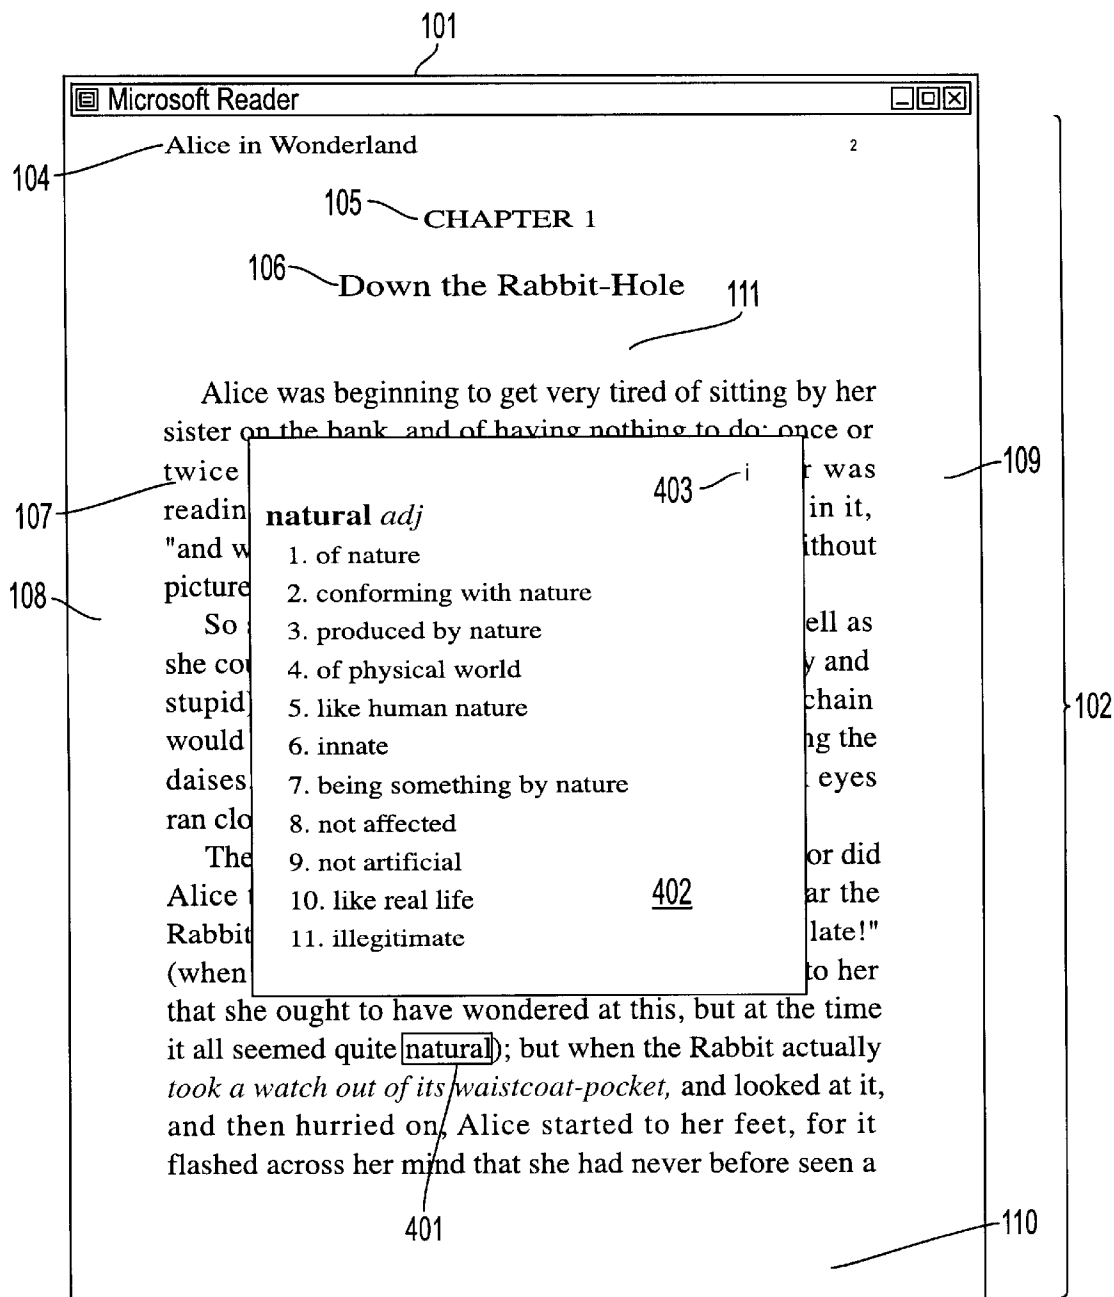 101
Microsoft Reader
Alice in Wonderland 2
104
105 CHAPTER 1
106 Down the Rabbit-Hole
111
Alice was beginning to get very tired of sitting by her
sister on the bank, and of having nothing to do: once or
twice was
109
107
403 i
readin in it,
natural adj
"and w ithout
1. of nature
picture
2. conforming with nature
108
So ell as
3. produced by nature
she cou y and
4. of physical world
stupid) chain
5. like human nature
102
would ng the
6. innate
daises. eyes
7. being something by nature
ran clo
8. not affected
The or did
9. not artificial
Alice ar the
10. like real life
402
Rabbit late!"
11. illegitimate
(when to her
that she ought to have wondered at this, but at the time
it all seemed quite natural); but when the Rabbit actually
took a watch out of its waistcoat-pocket, and looked at it,
and then hurried on, Alice started to her feet, for it
flashed across her mind that she had never before seen a
401
110